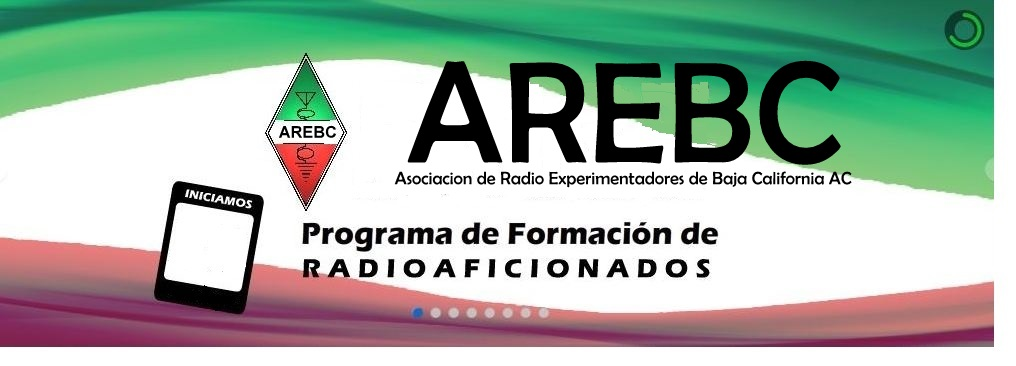 AREBC
AREBC
Asociacion de Radio Experimentadores de Baja California AC
INICIAMOS
Programa de Formación de
RADIOAFICIONADOS